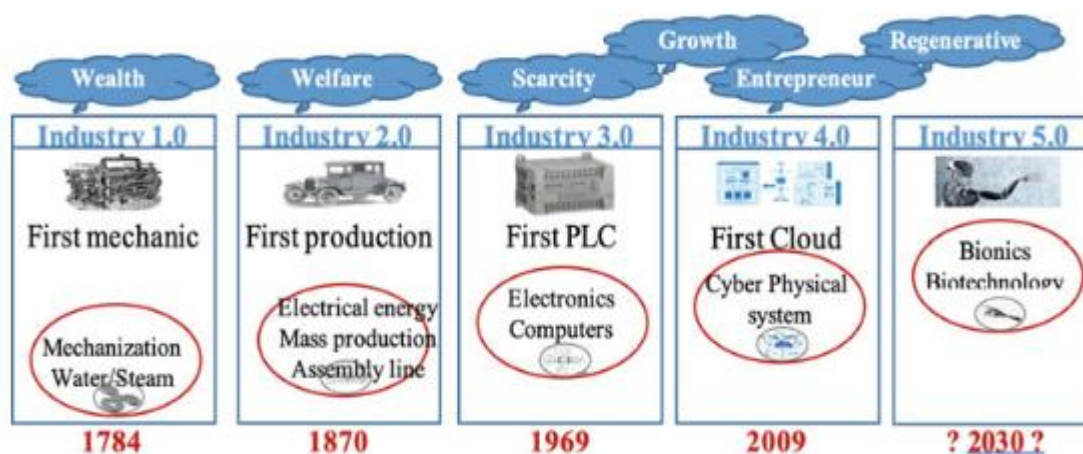 Growth
Regenerative
Wealth
Welfare
Scarcity
Entrepreneur
Industry 1.0
First mechanic
Mechanization
Water/Steam
1784
Industry 2.0
First production
Electrical energy
Mass production
Assembly line
1870
Industry 3.0
First PLC
Electronics
Computers
1969
Industry 4.0
First Cloud
Cyber Physical
system
2009
Industry 5.0
Bionics
Biotechnology
? 2030 ?